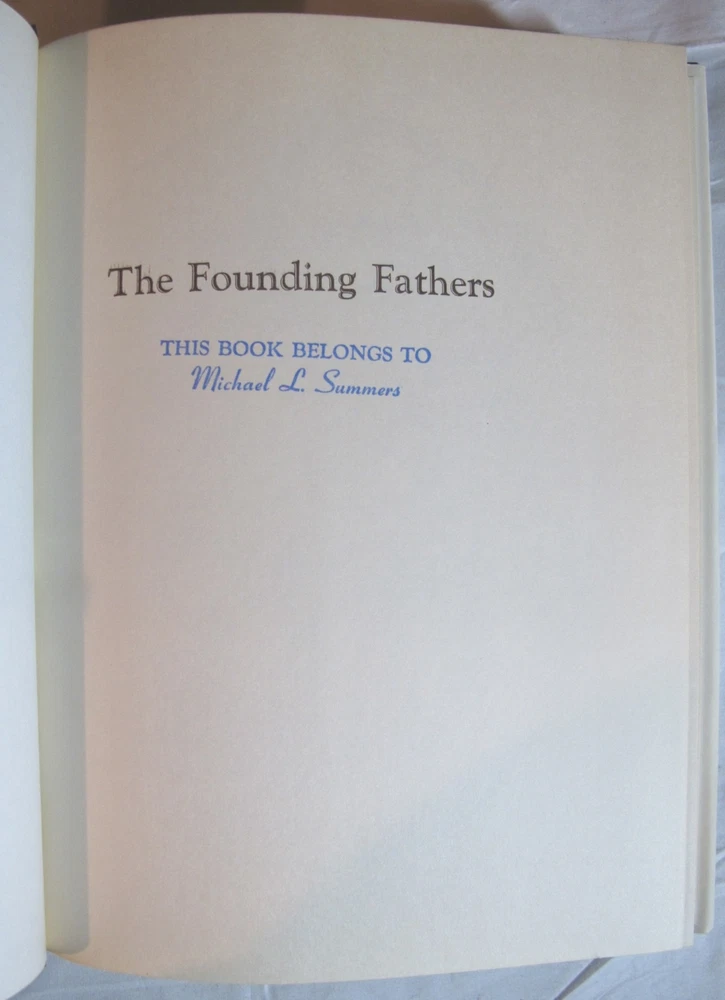 The Founding Fathers
THIS BOOK BELONGS TO
Michael L. Summers